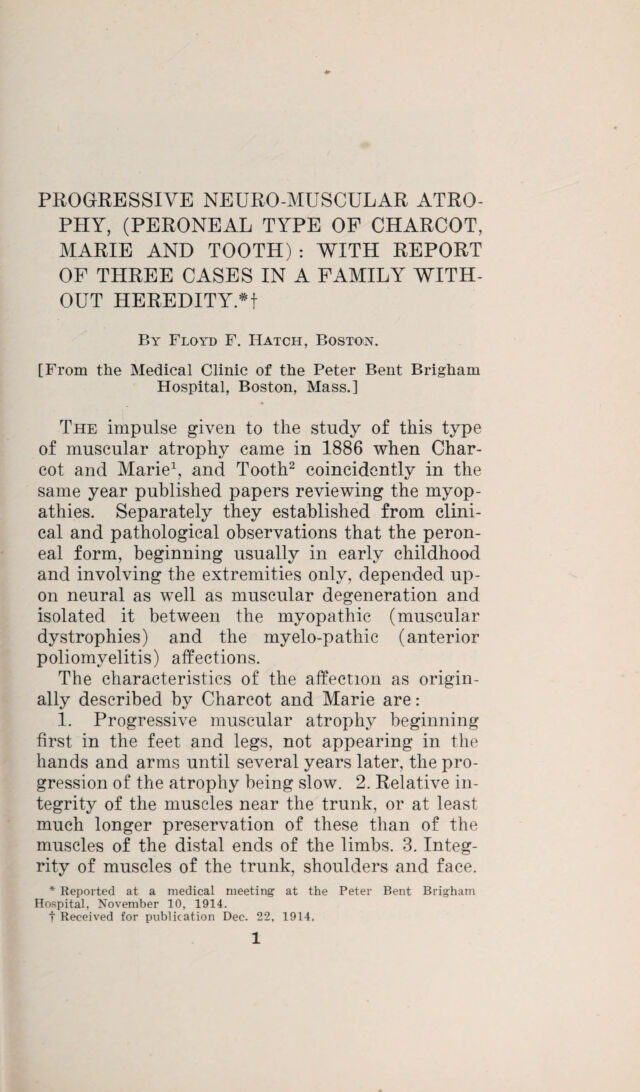 PROGRESSIVE NEURO-MUSCULAR ATRO-
PHY, (PERONEAL TYPE OF CHARCOT,
MARIE AND TOOTH): WITH REPORT
OF THREE CASES IN A FAMILY WITH-
OUT HEREDITY.*†
By Floyd F. Hatch, Boston.
[From the Medical Clinic of the Peter Bent Brigham
Hospital, Boston, Mass.]
The impulse given to the study of this type
of muscular atrophy came in 1886 when Char-
cot and Marie¹, and Tooth² coincidently in the
same year published papers reviewing the myop-
athies. Separately they established from clini-
cal and pathological observations that the peron-
eal form, beginning usually in early childhood
and involving the extremities only, depended up-
on neural as well as muscular degeneration and
isolated it between the myopathic (muscular
dystrophies) and the myelo-pathic (anterior
poliomyelitis) affections.
The characteristics of the affection as origin-
ally described by Charcot and Marie are:
1. Progressive muscular atrophy beginning
first in the feet and legs, not appearing in the
hands and arms until several years later, the pro-
gression of the atrophy being slow. 2. Relative in-
tegrity of the muscles near the trunk, or at least
much longer preservation of these than of the
muscles of the distal ends of the limbs. 3. Integ-
rity of muscles of the trunk, shoulders and face.
* Reported at a medical meeting at the Peter Bent Brigham
Hospital, November 10, 1914.
† Received for publication Dec. 22, 1914.
1